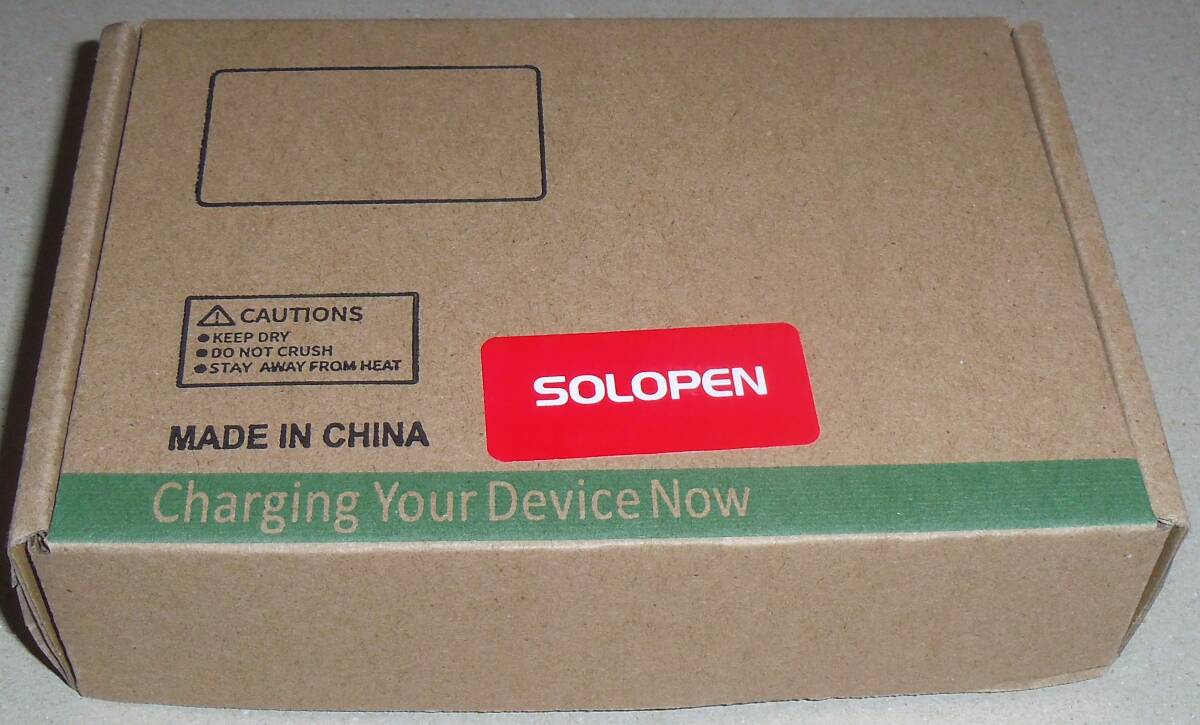 CAUTIONS
●KEEP DRY
●DO NOT CRUSH
●STAY AWAY FROM HEAT
SOLOPEN
MADE IN CHINA
Charging Your Device Now